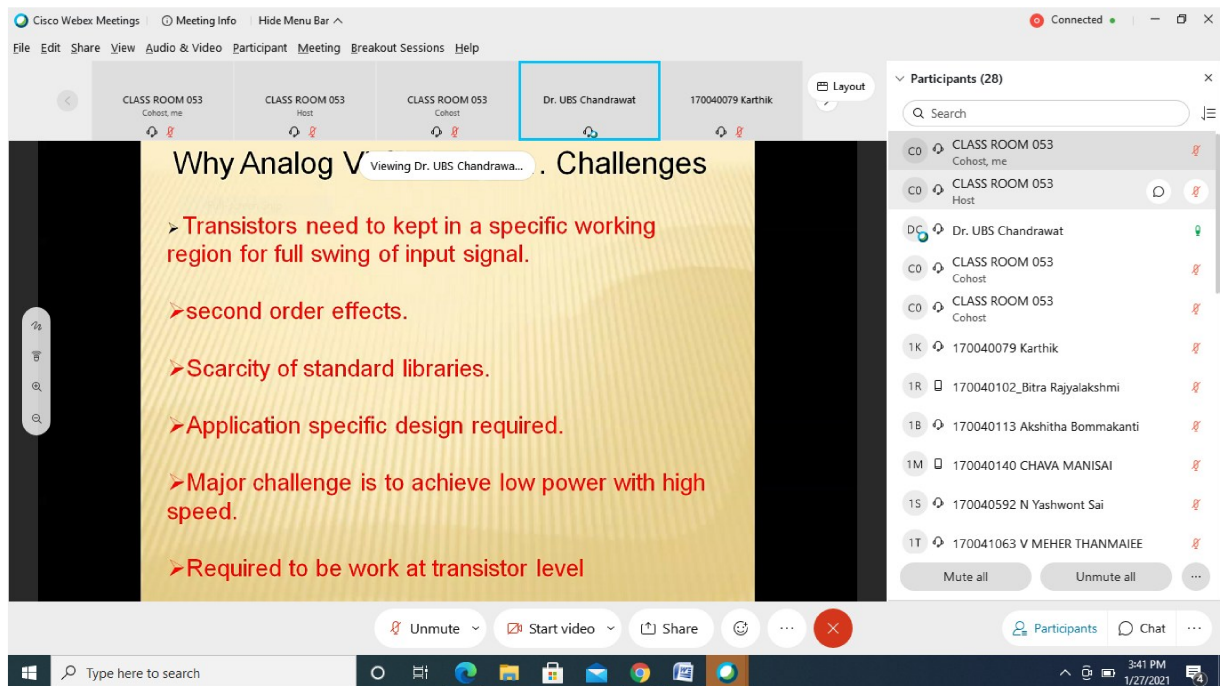 Cisco Webex Meetings Meeting Info Hide Menu Bar
Connected
File Edit Share View Audio & Video Participant Meeting Breakout Sessions Help
CLASS ROOM 053
Cohost, me
CLASS ROOM 053
Host
CLASS ROOM 053
Cohost
Dr. UBS Chandrawat
170040079 Karthik
Layout
Why Analog V
Viewing Dr. UBS Chandrawa...
. Challenges
➢Transistors need to kept in a specific working
region for full swing of input signal.
➢second order effects.
➢Scarcity of standard libraries.
➢Application specific design required.
➢Major challenge is to achieve low power with high
speed.
➢Required to be work at transistor level
Participants (28)
Search
C0 CLASS ROOM 053
Cohost, me
C0 CLASS ROOM 053
Host
DC Dr. UBS Chandrawat
C0 CLASS ROOM 053
Cohost
C0 CLASS ROOM 053
Cohost
1K 170040079 Karthik
1R 170040102_Bitra Rajyalakshmi
1B 170040113 Akshitha Bommakanti
1M 170040140 CHAVA MANISAI
1S 170040592 N Yashwont Sai
1T 170041063 V MEHER THANMAIEE
Mute all Unmute all ...
Unmute Start video Share ...
Participants Chat ...
Type here to search
3:41 PM
1/27/2021
4